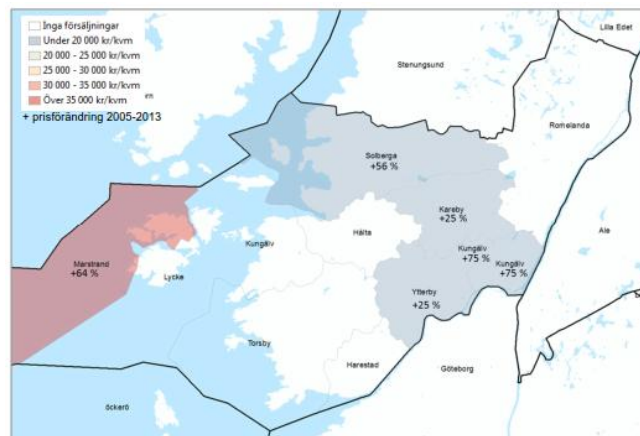 Inga försäljningar
Under 20 000 kr/kvm
20 000 - 25 000 kr/kvm
25 000 - 30 000 kr/kvm
30 000 - 35 000 kr/kvm
Över 35 000 kr/kvm
+ prisförändring 2005-2013
Lilla Edet
Stenungsund
Romelanda
Solberga
+56 %
Kareby
+25 %
Ale
Kungälv
Hälta
Kungälv
+75 %
Kungälv
+75 %
Marstrand
+64 %
Lycke
Ytterby
+25 %
Torsby
Harestad
Göteborg
öckerö